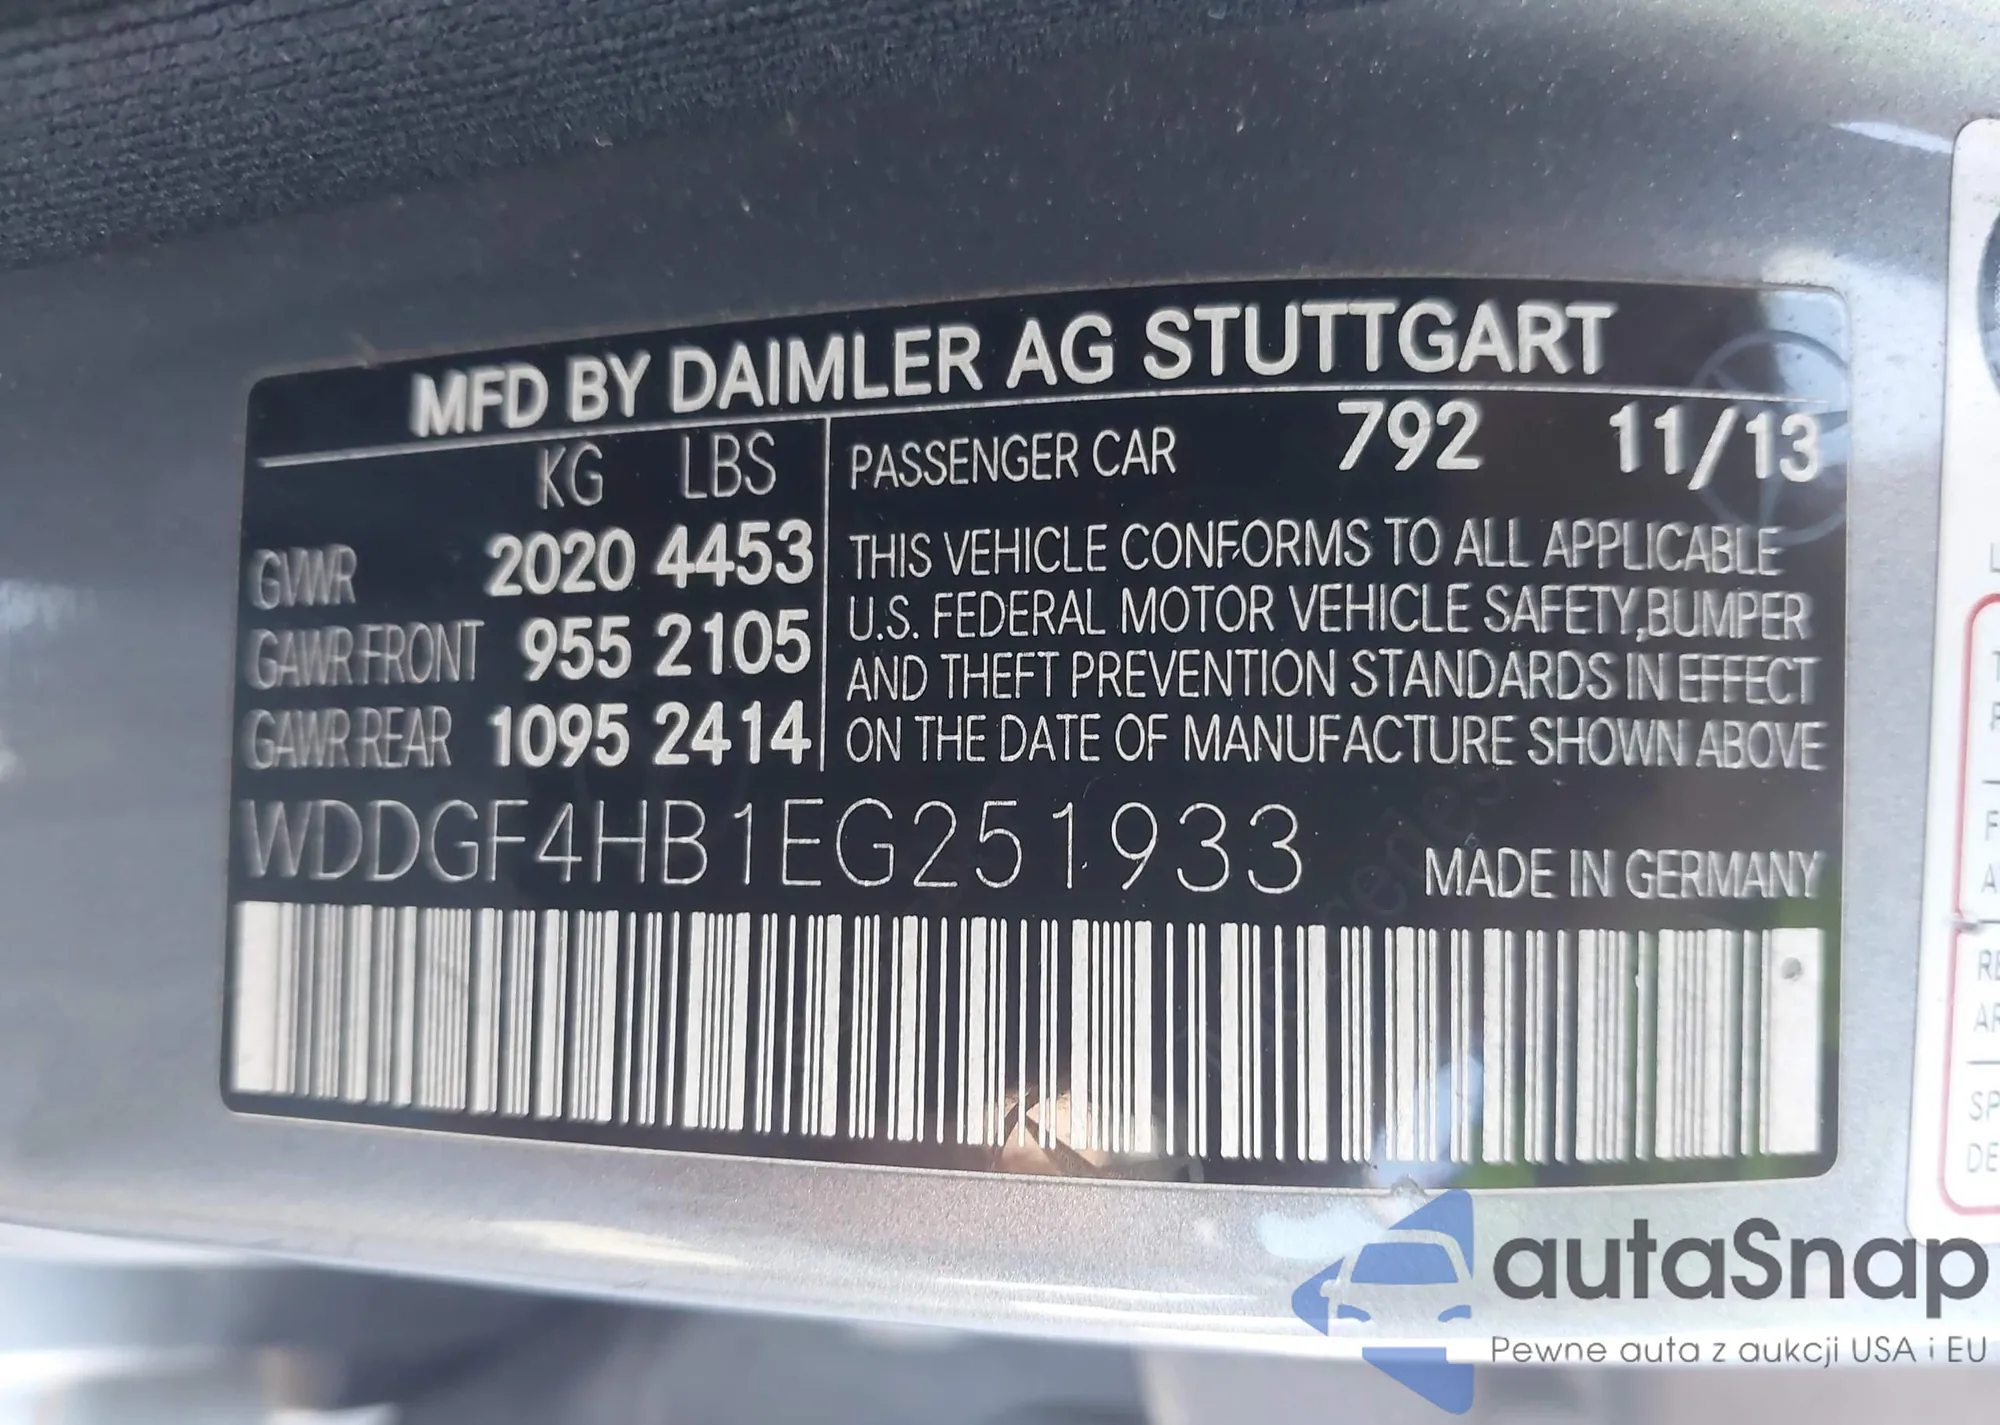 MFD BY DAIMLER AG STUTTGART
KG LBS
GVWR 2020 4453
GAWR FRONT 955 2105
GAWR REAR 1095 2414
PASSENGER CAR 792 11/13
THIS VEHICLE CONFORMS TO ALL APPLICABLE
U.S. FEDERAL MOTOR VEHICLE SAFETY,BUMPER
AND THEFT PREVENTION STANDARDS IN EFFECT
ON THE DATE OF MANUFACTURE SHOWN ABOVE
WDDGF4HB1EG251933
MADE IN GERMANY
autaSnap
Pewne auta z aukcji USA i EU